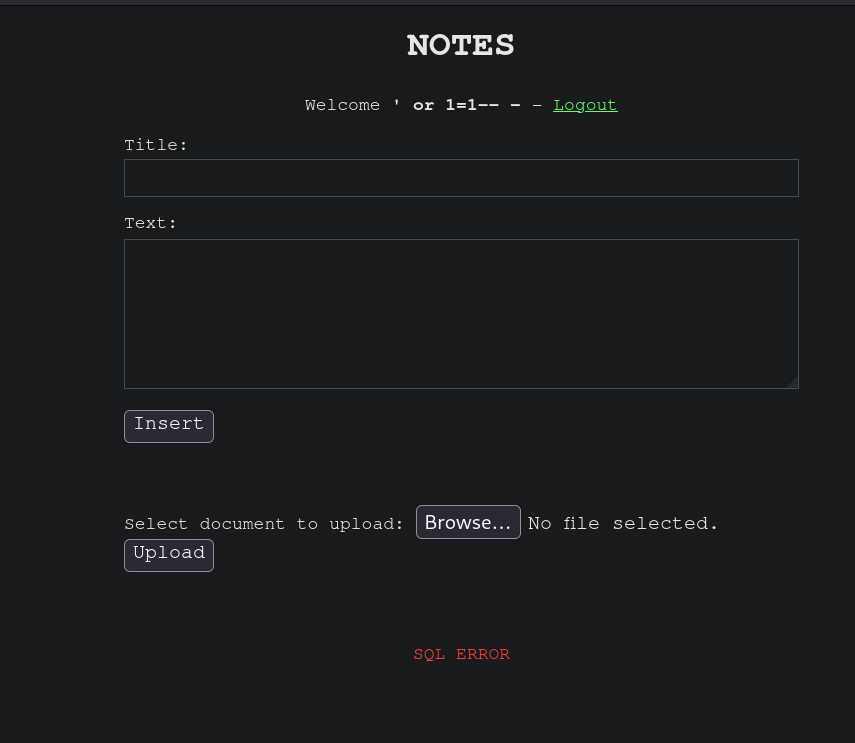 NOTES
Welcome ' or 1=1-- - - Logout
Title:
Text:
Insert
Select document to upload: Browse... No file selected.
Upload
SQL ERROR